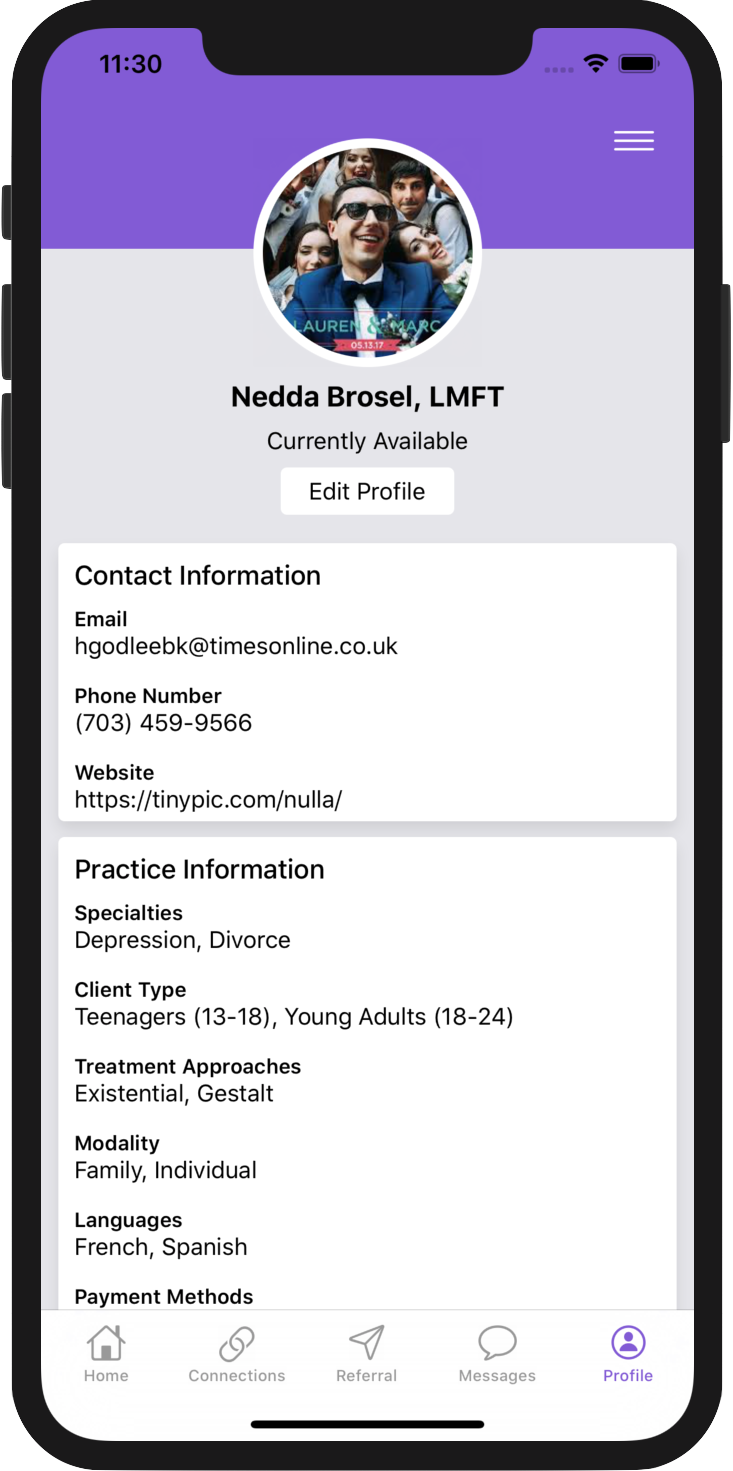 11:30
LAUREN & MARC
05.13.17
Nedda Brosel, LMFT
Currently Available
Edit Profile
Contact Information
Email
hgodleebk@timesonline.co.uk
Phone Number
(703) 459-9566
Website
https://tinypic.com/nulla/
Practice Information
Specialties
Depression, Divorce
Client Type
Teenagers (13-18), Young Adults (18-24)
Treatment Approaches
Existential, Gestalt
Modality
Family, Individual
Languages
French, Spanish
Payment Methods
Home Connections Referral Messages Profile